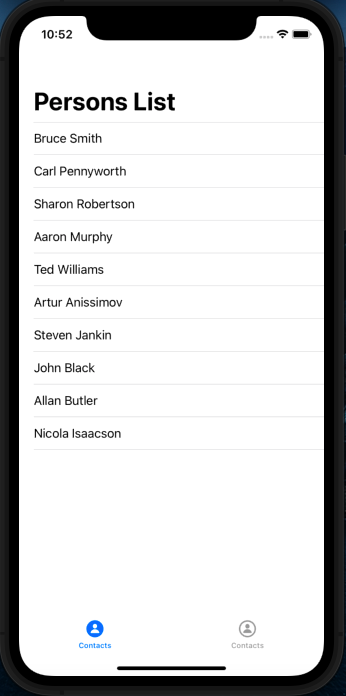 10:52
Persons List
Bruce Smith
Carl Pennyworth
Sharon Robertson
Aaron Murphy
Ted Williams
Artur Anissimov
Steven Jankin
John Black
Allan Butler
Nicola Isaacson
Contacts Contacts